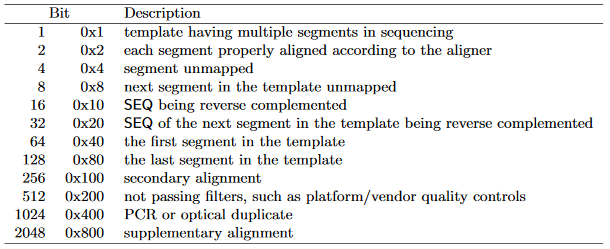 Bit Description
1 0x1 template having multiple segments in sequencing
2 0x2 each segment properly aligned according to the aligner
4 0x4 segment unmapped
8 0x8 next segment in the template unmapped
16 0x10 SEQ being reverse complemented
32 0x20 SEQ of the next segment in the template being reverse complemented
64 0x40 the first segment in the template
128 0x80 the last segment in the template
256 0x100 secondary alignment
512 0x200 not passing filters, such as platform/vendor quality controls
1024 0x400 PCR or optical duplicate
2048 0x800 supplementary alignment